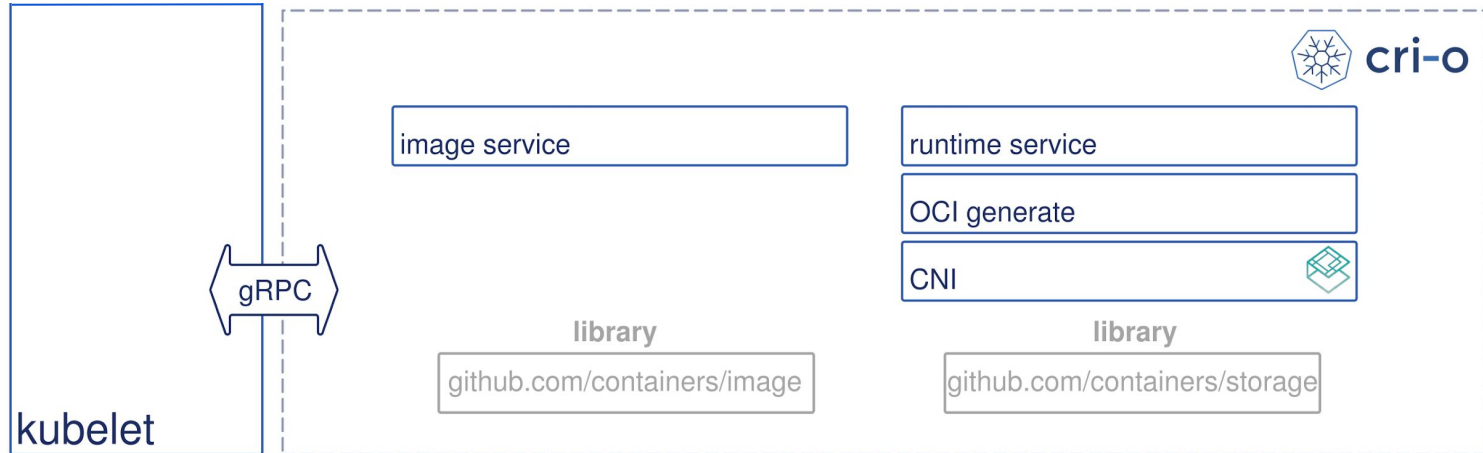 cri-o
image service
runtime service
OCI generate
CNI
gRPC
library
github.com/containers/image
library
github.com/containers/storage
kubelet